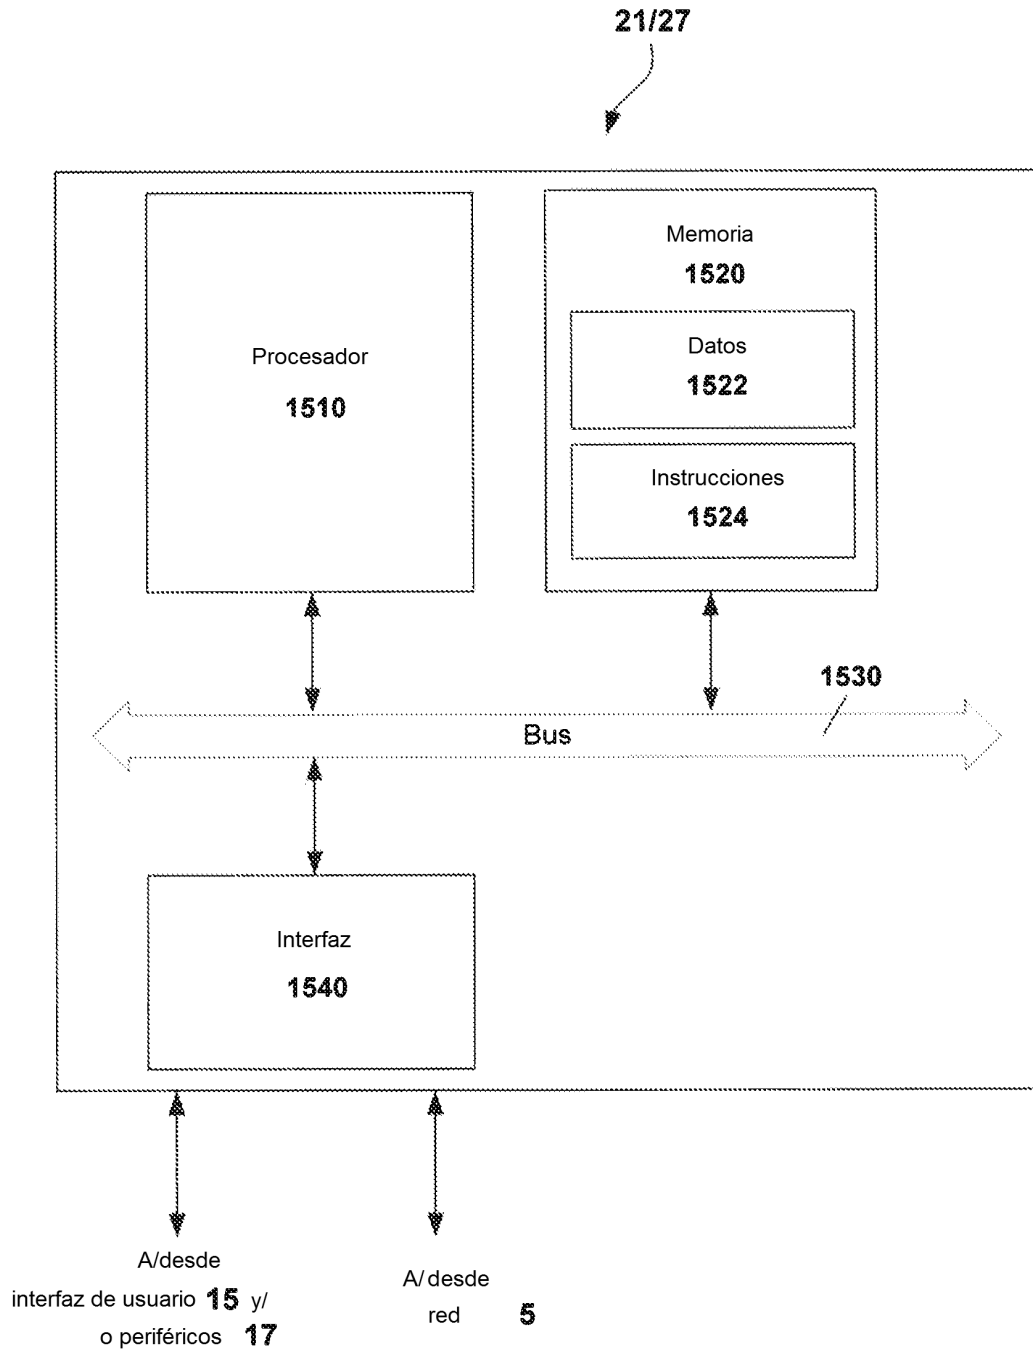 21/27
Procesador
1510
Memoria
1520
Datos
1522
Instrucciones
1524
1530
Bus
Interfaz
1540
A/desde
interfaz de usuario 15 y/
o periféricos 17
A/desde
red 5